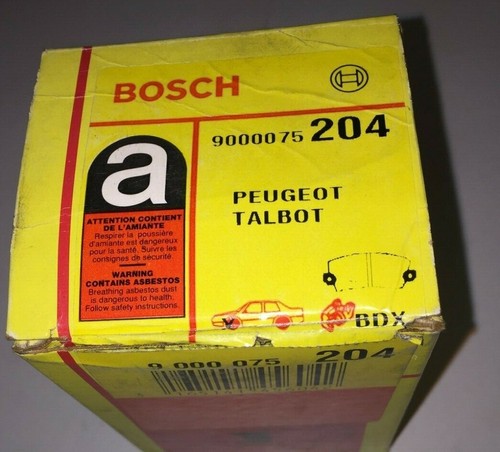 BOSCH
9000075 204
a
PEUGEOT
TALBOT
ATTENTION CONTIENT
DE L'AMIANTE
Respirer la poussière
d'amiante est dangereux
pour la santé. Suivre les
consignes de sécurité
WARNING
CONTAINS ASBESTOS
Breathing asbestos dust
is dangerous to health.
Follow safety instructions.
BDX
9 000 075 204